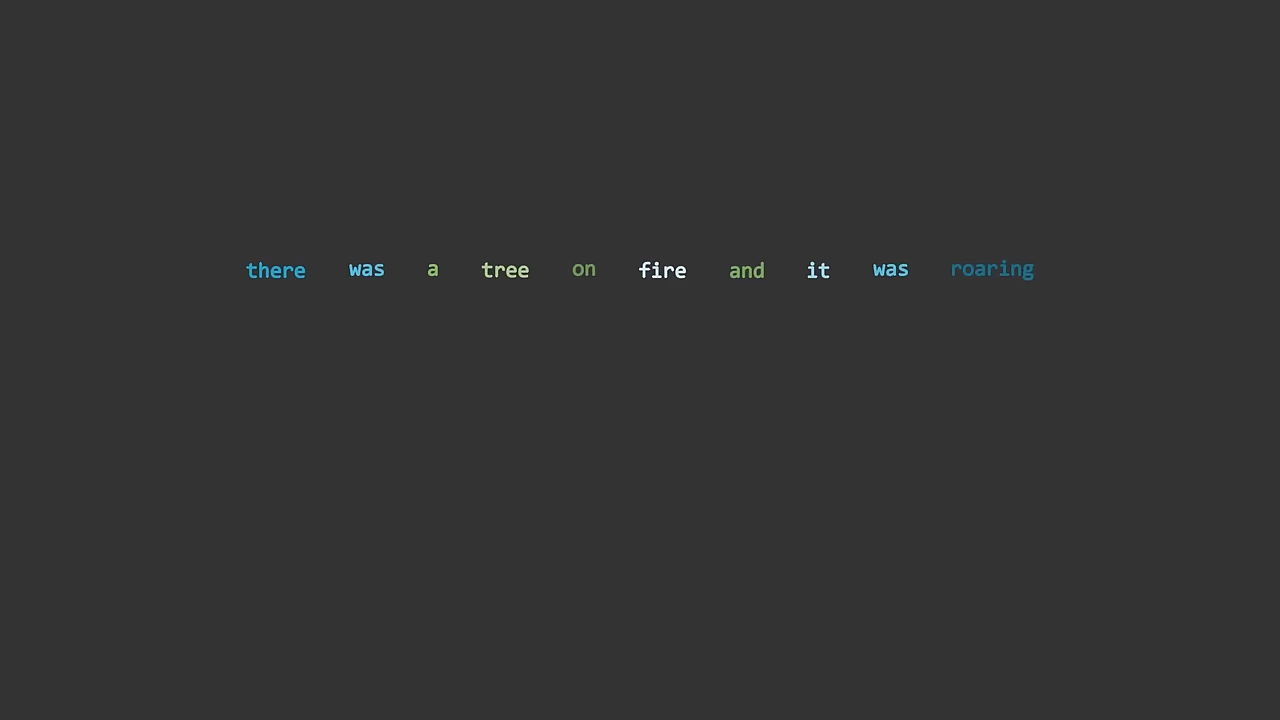 there was a tree on fire and it was roaring